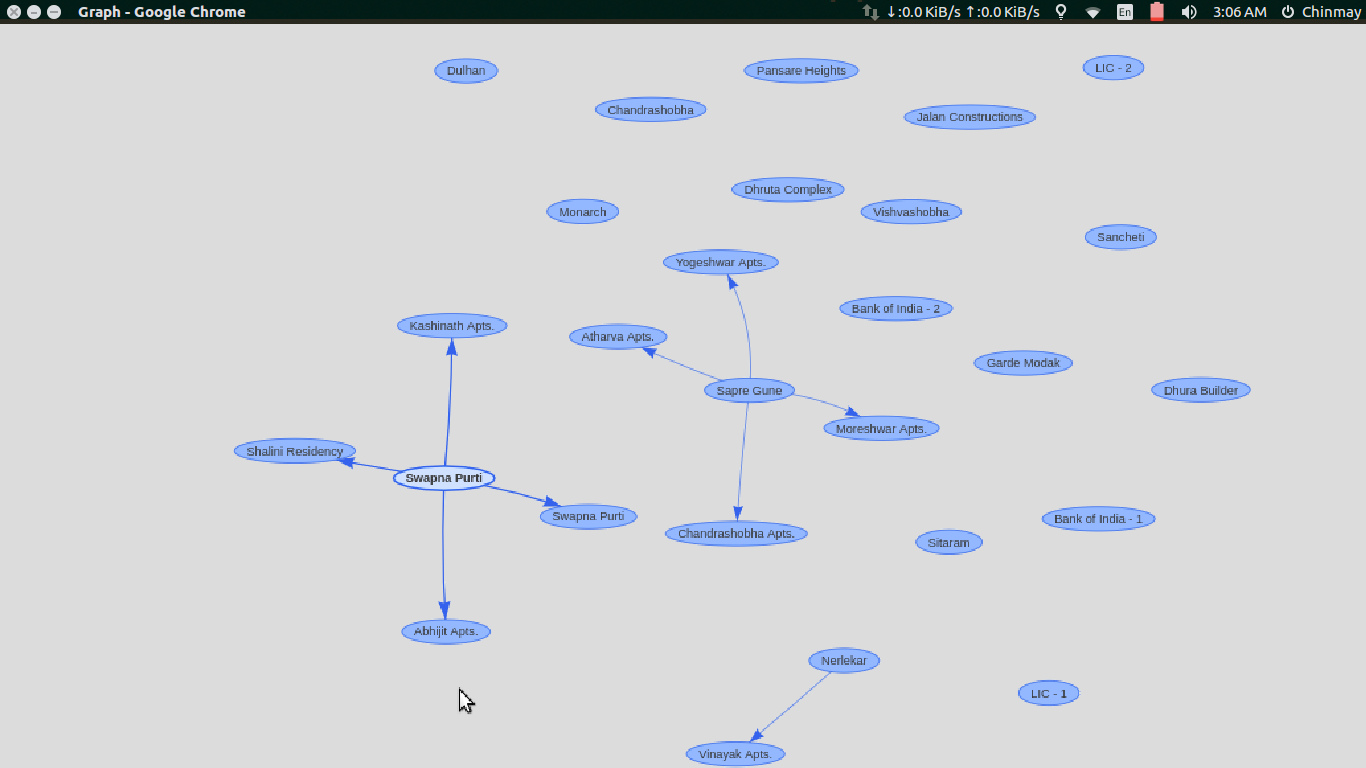 Graph - Google Chrome
↓:0.0 KiB/s ↑:0.0 KiB/s En 3:06 AM Chinmay
Dulhan
Pansare Heights
LIC - 2
Chandrashobha
Jalan Constructions
Dhruta Complex
Monarch
Vishvashobha
Sancheti
Yogeshwar Apts.
Bank of India - 2
Kashinath Apts.
Atharva Apts.
Garde Modak
Sapre Gune
Dhura Builder
Moreshwar Apts.
Shalini Residency
Swapna Purti
Swapna Purti
Bank of India - 1
Chandrashobha Apts.
Sitaram
Abhijit Apts.
Nerlekar
LIC - 1
Vinayak Apts.